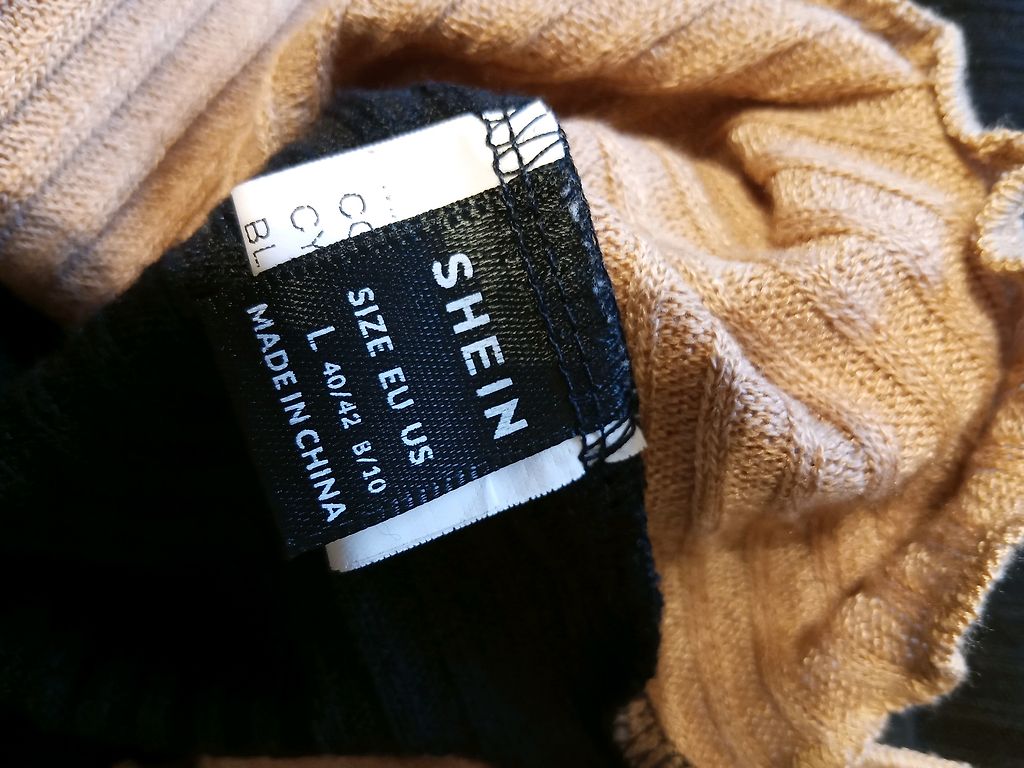 SHEIN
SIZE EU US
L 40/42 8/10
MADE IN CHINA